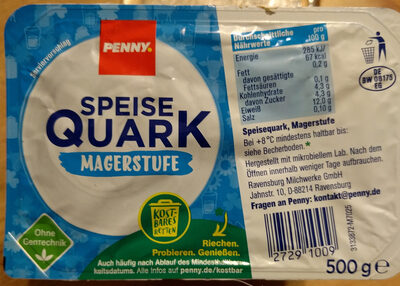 Serviervorschlag
PENNY.
SPEISE
QUARK
MAGERSTUFE
Ohne
Gentechnik
KOST-
BARES
RETTEN
Riechen.
Probieren. Genießen.
Auch häufig nach Ablauf des Mindesthaltbar-
keitsdatums. Alle Infos auf penny.de/kostbar
Durchschnittliche
Nährwerte
pro
100 g
Energie
285 kJ/
67 kcal
Fett 0,2 g
davon gesättigte
Fettsäuren 0,1 g
Kohlenhydrate 4,3 g
davon Zucker 4,3 g
Eiweiß 12,0 g
Salz 0,10 g
DE
BW 08175
EG
Speisequark, Magerstufe
Bei +8°C mindestens haltbar bis:
siehe Becherboden.*
Hergestellt mit mikrobiellem Lab. Nach dem
Öffnen innerhalb weniger Tage aufbrauchen.
Ravensburg Milchwerke GmbH
Jahnstr. 10, D-88214 Ravensburg
Fragen an Penny: kontakt@penny.de
2729 1009
500 g e